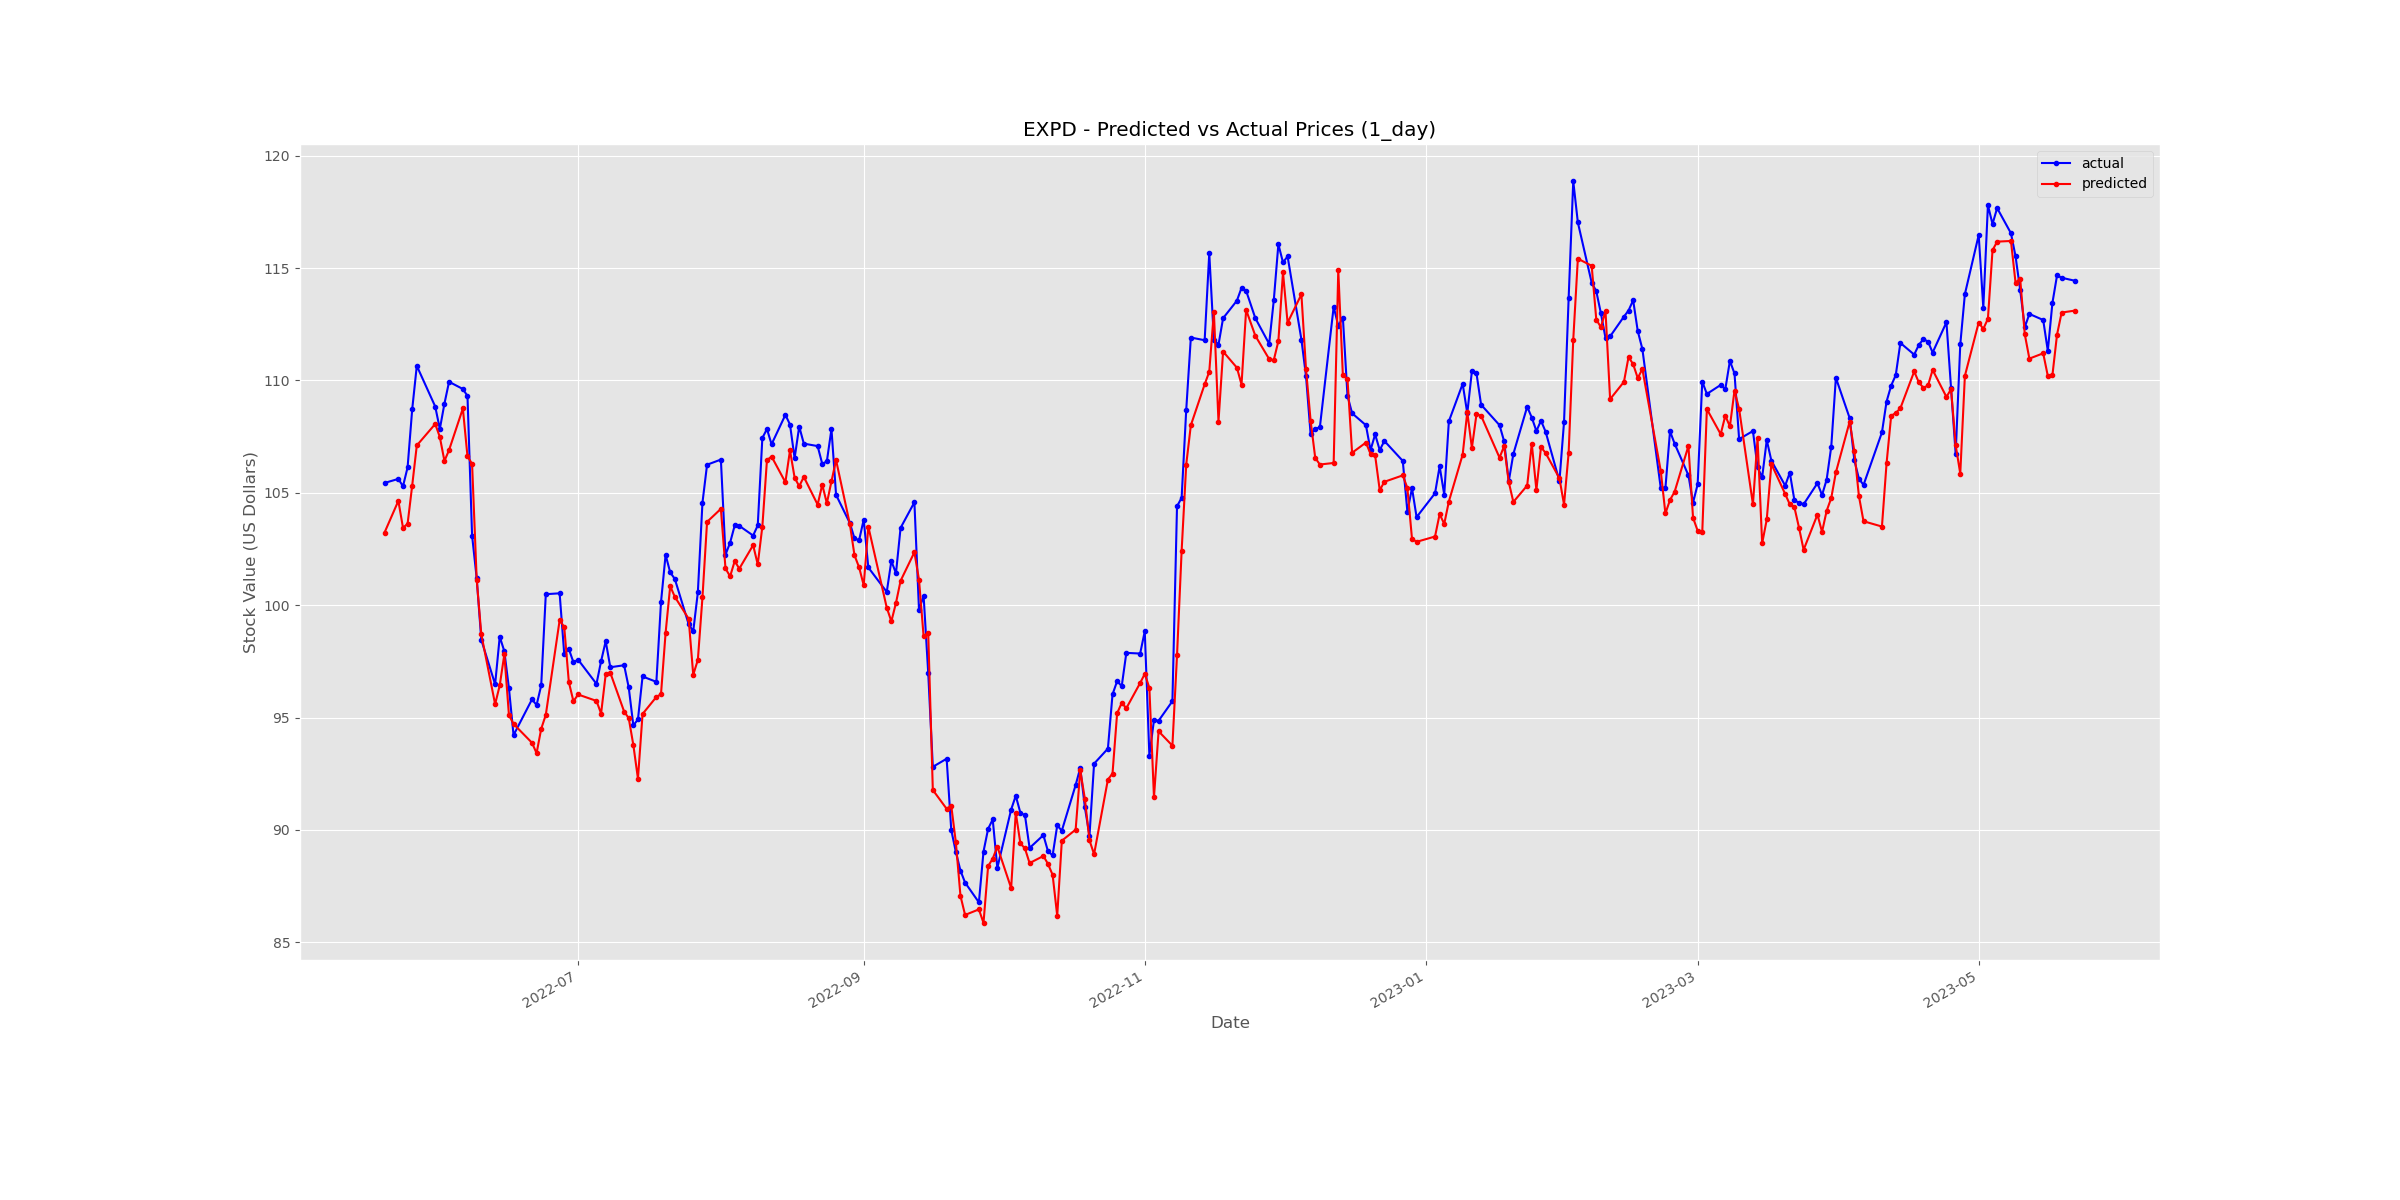 EXPD - Predicted vs Actual Prices (1_day)
actual
predicted
Stock Value (US Dollars)
120
115
110
105
100
95
90
85
2022-07
2022-09
2022-11
2023-01
2023-03
2023-05
Date